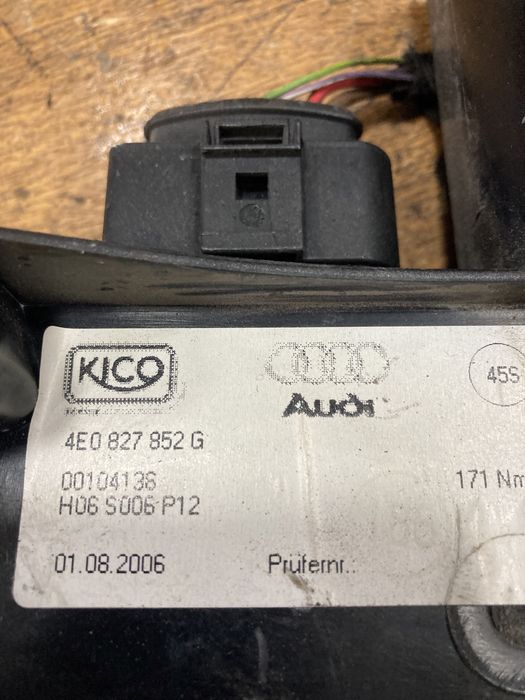 KICO
Audi
45S
4E0 827 852 G
00104138
171 Nm
H06 S006 P12
01.08.2006
Prüfernr.: